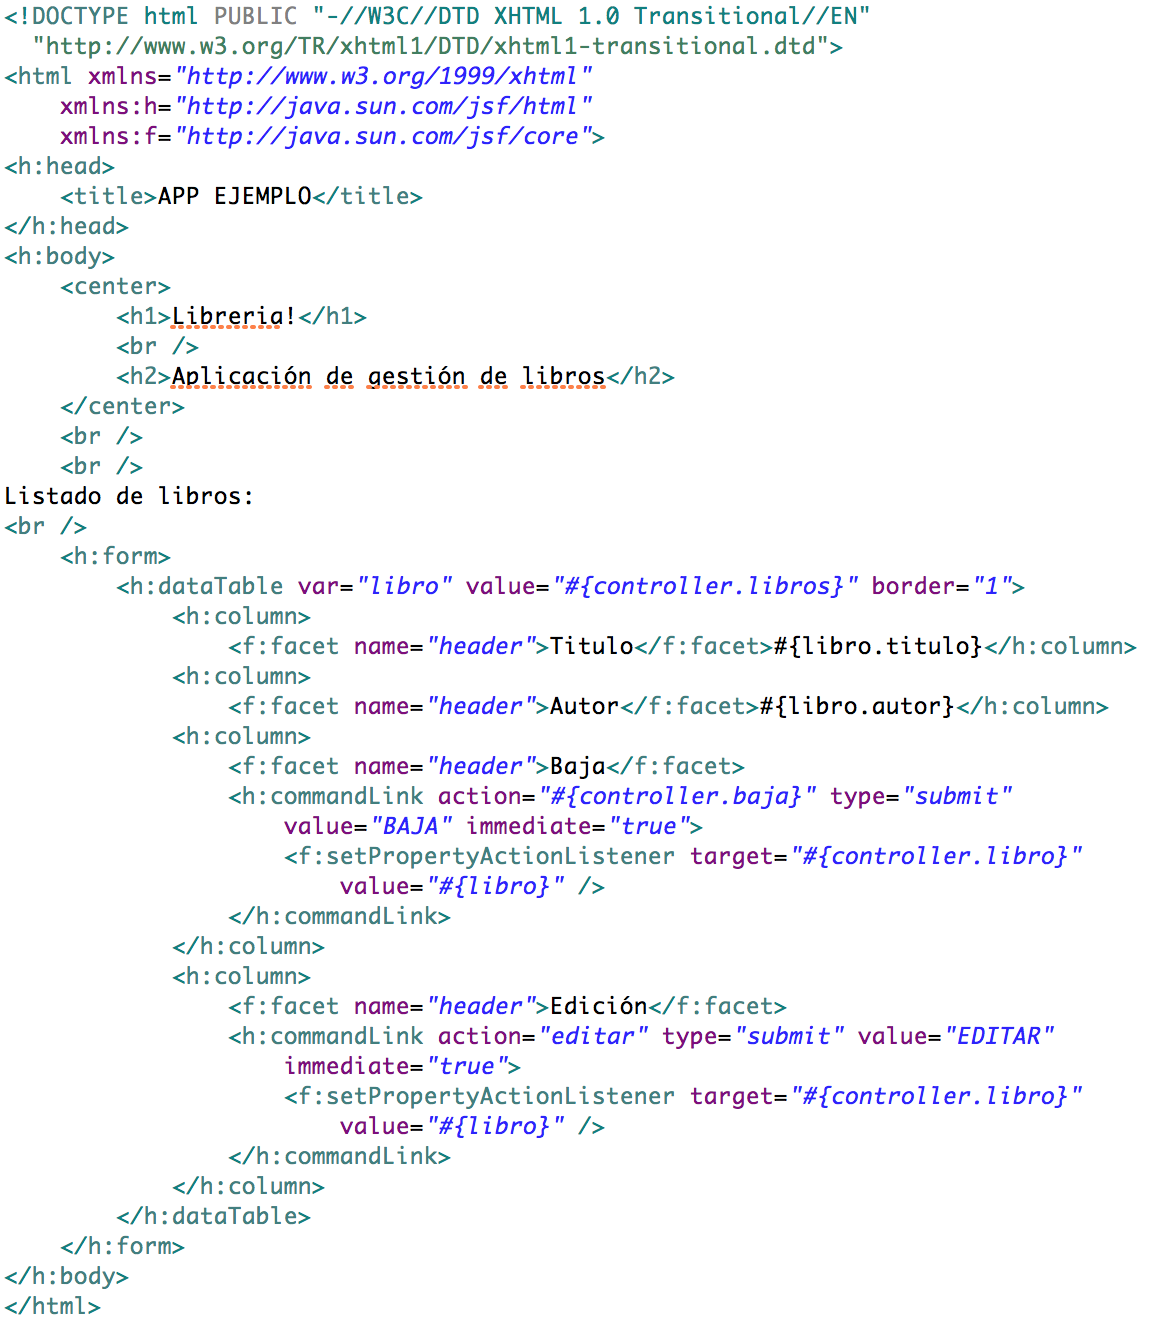 <!DOCTYPE html PUBLIC "-//W3C//DTD XHTML 1.0 Transitional//EN"
  "http://www.w3.org/TR/xhtml1/DTD/xhtml1-transitional.dtd">
<html xmlns="http://www.w3.org/1999/xhtml"
    xmlns:h="http://java.sun.com/jsf/html"
    xmlns:f="http://java.sun.com/jsf/core">
<h:head>
    <title>APP EJEMPLO</title>
</h:head>
<h:body>
    <center>
        <h1>Libreria!</h1>
        <br />
        <h2>Aplicación de gestión de libros</h2>
    </center>
    <br />
    <br />
Listado de libros:
<br />
    <h:form>
        <h:dataTable var="libro" value="#{controller.libros}" border="1">
            <h:column>
                <f:facet name="header">Titulo</f:facet>#{libro.titulo}</h:column>
            <h:column>
                <f:facet name="header">Autor</f:facet>#{libro.autor}</h:column>
            <h:column>
                <f:facet name="header">Baja</f:facet>
                <h:commandLink action="#{controller.baja}" type="submit"
                    value="BAJA" immediate="true">
                    <f:setPropertyActionListener target="#{controller.libro}"
                        value="#{libro}" />
                </h:commandLink>
            </h:column>
            <h:column>
                <f:facet name="header">Edición</f:facet>
                <h:commandLink action="editar" type="submit" value="EDITAR"
                    immediate="true">
                    <f:setPropertyActionListener target="#{controller.libro}"
                        value="#{libro}" />
                </h:commandLink>
            </h:column>
        </h:dataTable>
    </h:form>
</h:body>
</html>